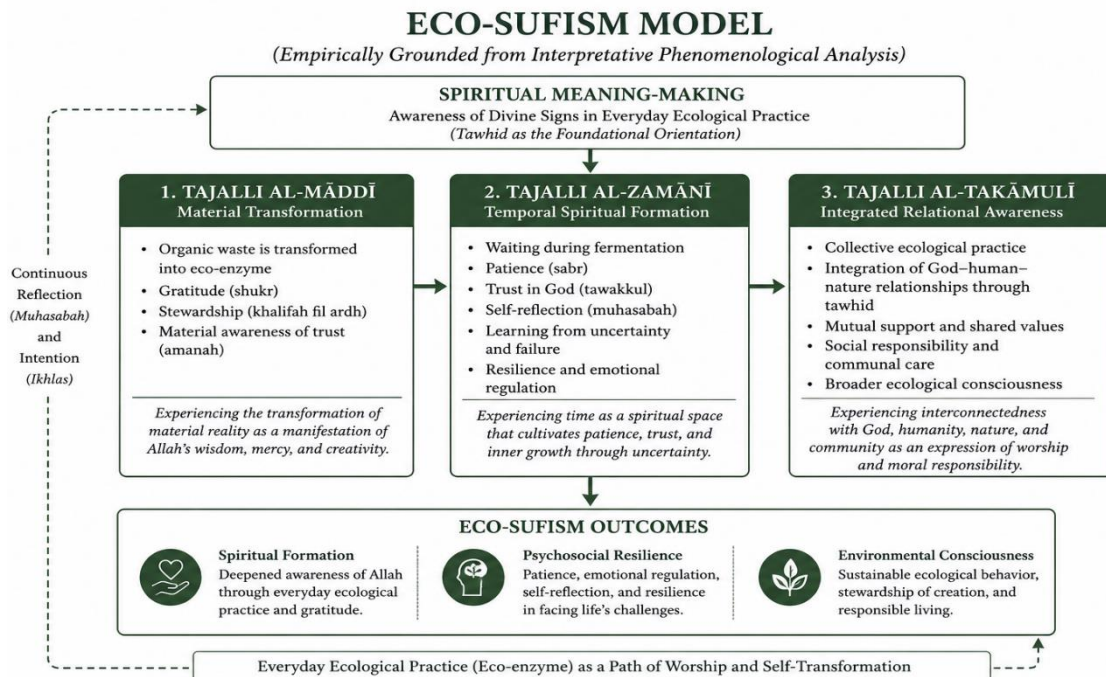 ECO-SUFISM MODEL
(Empirically Grounded from Interpretative Phenomenological Analysis)
SPIRITUAL MEANING-MAKING
Awareness of Divine Signs in Everyday Ecological Practice
(Tawhid as the Foundational Orientation)
Continuous
Reflection
(Muhasabah)
and
Intention
(Ikhlas)
1. TAJALLI AL-MĀDDĪ
Material Transformation
• Organic waste is transformed
into eco-enzyme
• Gratitude (shukr)
• Stewardship (khalifah fil ardh)
• Material awareness of trust
(amanah)
Experiencing the transformation of
material reality as a manifestation of
Allah's wisdom, mercy, and creativity.
2. TAJALLI AL-ZAMĀNĪ
Temporal Spiritual Formation
• Waiting during fermentation
• Patience (sabr)
• Trust in God (tawakkul)
• Self-reflection (muhasabah)
• Learning from uncertainty
and failure
• Resilience and emotional
regulation
Experiencing time as a spiritual space
that cultivates patience, trust, and
inner growth through uncertainty.
3. TAJALLI AL-TAKĀMULĪ
Integrated Relational Awareness
• Collective ecological practice
• Integration of God–human–
nature relationships through
tawhid
• Mutual support and shared values
• Social responsibility and
communal care
• Broader ecological consciousness
Experiencing interconnectedness
with God, humanity, nature, and
community as an expression of worship
and moral responsibility.
ECO-SUFISM OUTCOMES
Spiritual Formation
Deepened awareness of Allah
through everyday ecological
practice and gratitude.
Psychosocial Resilience
Patience, emotional regulation,
self-reflection, and resilience
in facing life's challenges.
Environmental Consciousness
Sustainable ecological behavior,
stewardship of creation, and
responsible living.
Everyday Ecological Practice (Eco-enzyme) as a Path of Worship and Self-Transformation